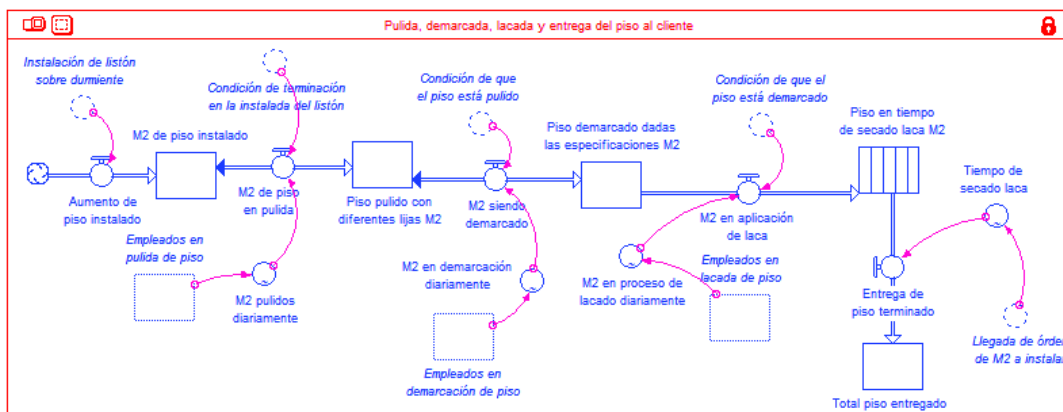 Pulida, demarcada, lacada y entrega del piso al cliente
Instalación de listón
sobre durmiente
Condición de terminación
en la instalada del listón
Condición de que
el piso está pulido
Condición de que el
piso está demarcado
Piso en tiempo
de secado laca M2
M2 de piso instalado
Piso demarcado dadas
las especificaciones M2
Tiempo de
secado laca
Aumento de
piso instalado
M2 de piso
en pulida
Piso pulido con
diferentes lijas M2
M2 siendo
demarcado
M2 en aplicación
de laca
Empleados en
pulida de piso
M2 pulidos
diariamente
M2 en demarcación
diariamente
M2 en proceso de
lacado diariamente
Empleados en
lacada de piso
Entrega de
piso terminado
Llegada de órde
de M2 a instala
Empleados en
demarcación de piso
Total piso entregado